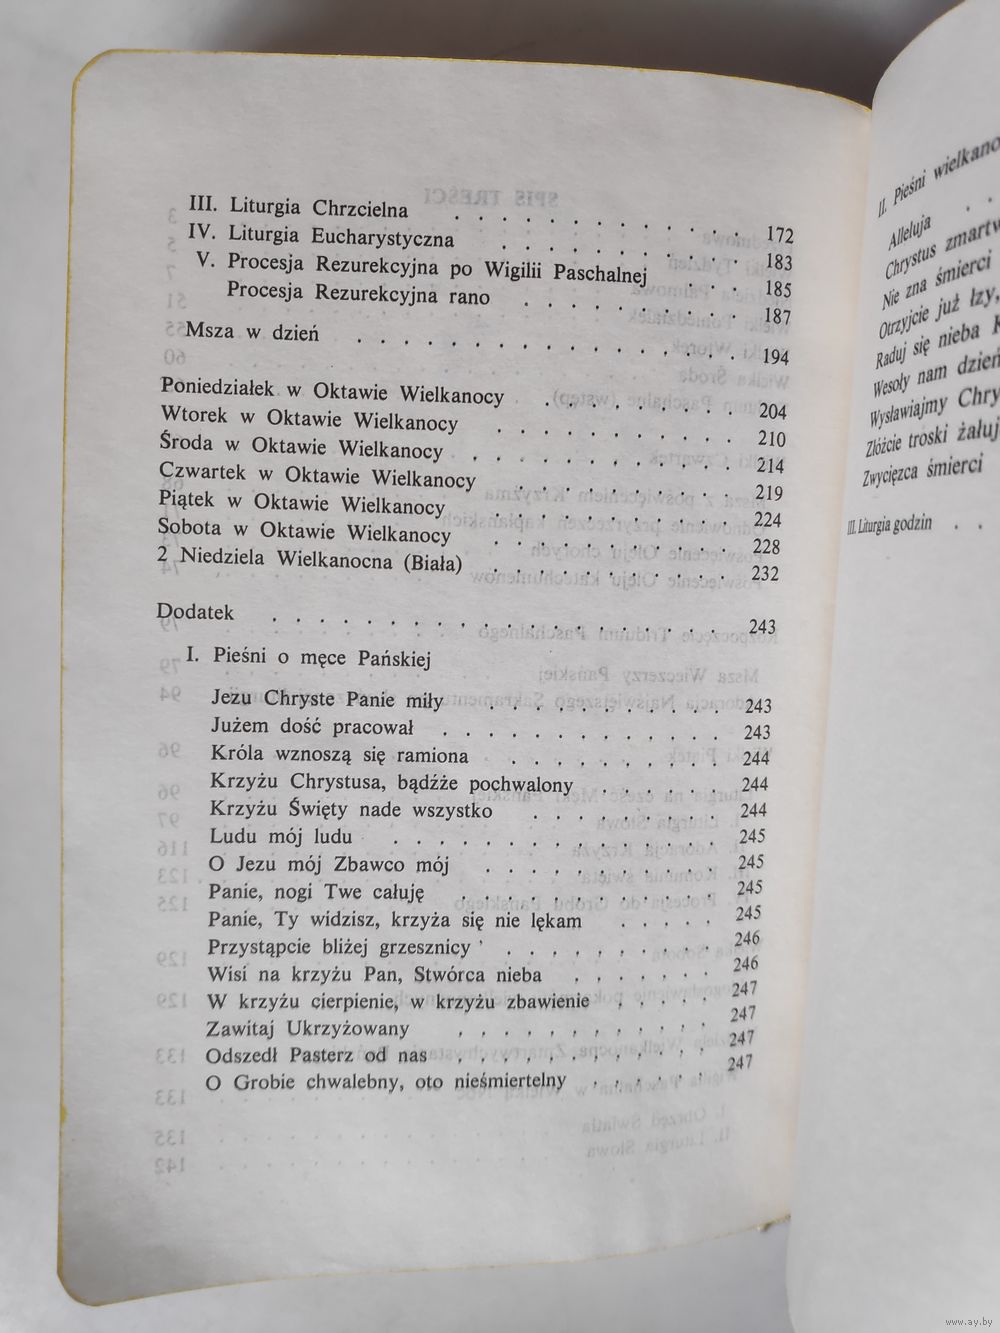 III. Liturgia Chrzcielna . . . . . . . . . . . . . . . . 172
IV. Liturgia Eucharystyczna . . . . . . . . . . . . . 183
V. Procesja Rezurekcyjna po Wigilii Paschalnej . . . 185
Procesja Rezurekcyjna rano . . . . . . . . . . . . 187
Msza w dzień . . . . . . . . . . . . . . . . . . 194
Poniedziałek w Oktawie Wielkanocy . . . . . . . . . . 204
Wtorek w Oktawie Wielkanocy . . . . . . . . . . . . 210
Środa w Oktawie Wielkanocy . . . . . . . . . . . . 214
Czwartek w Oktawie Wielkanocy . . . . . . . . . . . 219
Piątek w Oktawie Wielkanocy . . . . . . . . . . . . 224
Sobota w Oktawie Wielkanocy . . . . . . . . . . . . 228
2 Niedziela Wielkanocna (Biała) . . . . . . . . . . . 232
Dodatek . . . . . . . . . . . . . . . . . . . . 243
I. Pieśni o męce Pańskiej
Jezu Chryste Panie miły . . . . . . . . . . . 243
Jużem dość pracował . . . . . . . . . . . . 243
Króla wznoszą się ramiona . . . . . . . . . . 244
Krzyżu Chrystusa, bądźże pochwalony . . . . . . 244
Krzyżu Święty nade wszystko . . . . . . . . . 244
Ludu mój ludu . . . . . . . . . . . . . . 245
O Jezu mój Zbawco mój . . . . . . . . . . . 245
Panie, nogi Twe całuję . . . . . . . . . . . . 245
Panie, Ty widzisz, krzyża się nie lękam . . . . . 245
Przystąpcie bliżej grzesznicy . . . . . . . . . . 246
Wisi na krzyżu Pan, Stwórca nieba . . . . . . . 246
W krzyżu cierpienie, w krzyżu zbawienie . . . . . 247
Zawitaj Ukrzyżowany . . . . . . . . . . . . 247
Odszedł Pasterz od nas . . . . . . . . . . . . 247
O Grobie chwalebny, oto nieśmiertelny . . . . . . 247
II. Pieśni wielkano
Alleluja . .
Chrystus zmartw
Nie zna śmierci
Otrzyjcie już łzy,
Raduj się nieba K
Wesoły nam dzień
Wysławiajmy Chry
Złóżcie troski żałuj
Zwycięzca śmierci
III. Liturgia godzin . .
www.ay.by